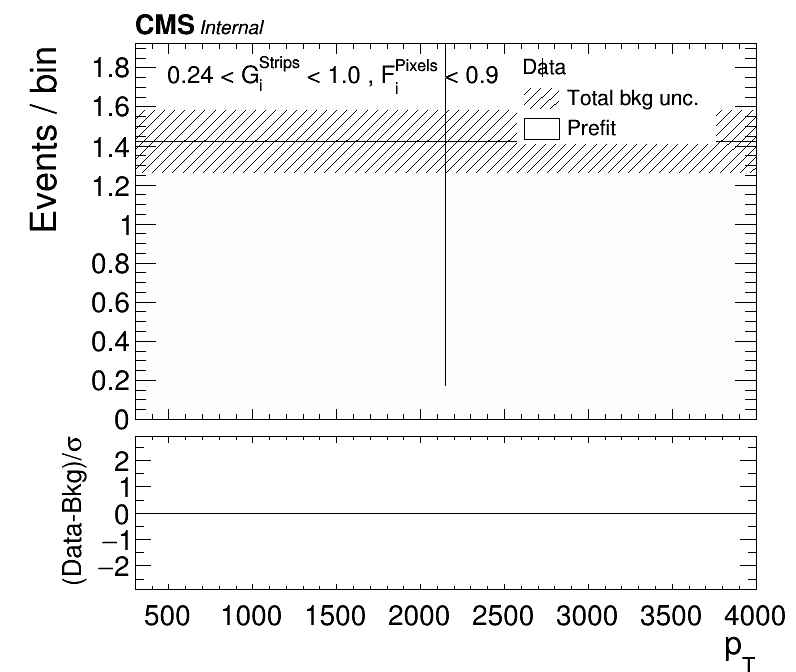 CMS Internal
Events / bin
0.24 < G_i^Strips < 1.0 , F_i^Pixels < 0.9
Data
Total bkg unc.
Prefit
1.8
1.6
1.4
1.2
1
0.8
0.6
0.4
0.2
0
(Data-Bkg)/σ
2
1
0
−1
−2
500 1000 1500 2000 2500 3000 3500 4000
p_T